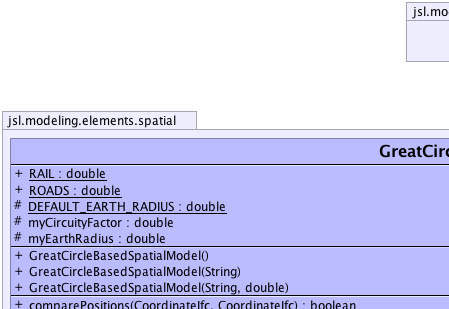 jsl.mo
jsl.modeling.elements.spatial
GreatCirc
+ RAIL : double
+ ROADS : double
# DEFAULT_EARTH_RADIUS : double
# myCircuityFactor : double
# myEarthRadius : double
+ GreatCircleBasedSpatialModel()
+ GreatCircleBasedSpatialModel(String)
+ GreatCircleBasedSpatialModel(String, double)
+ comparePositions(CoordinateIfc, CoordinateIfc) : boolean